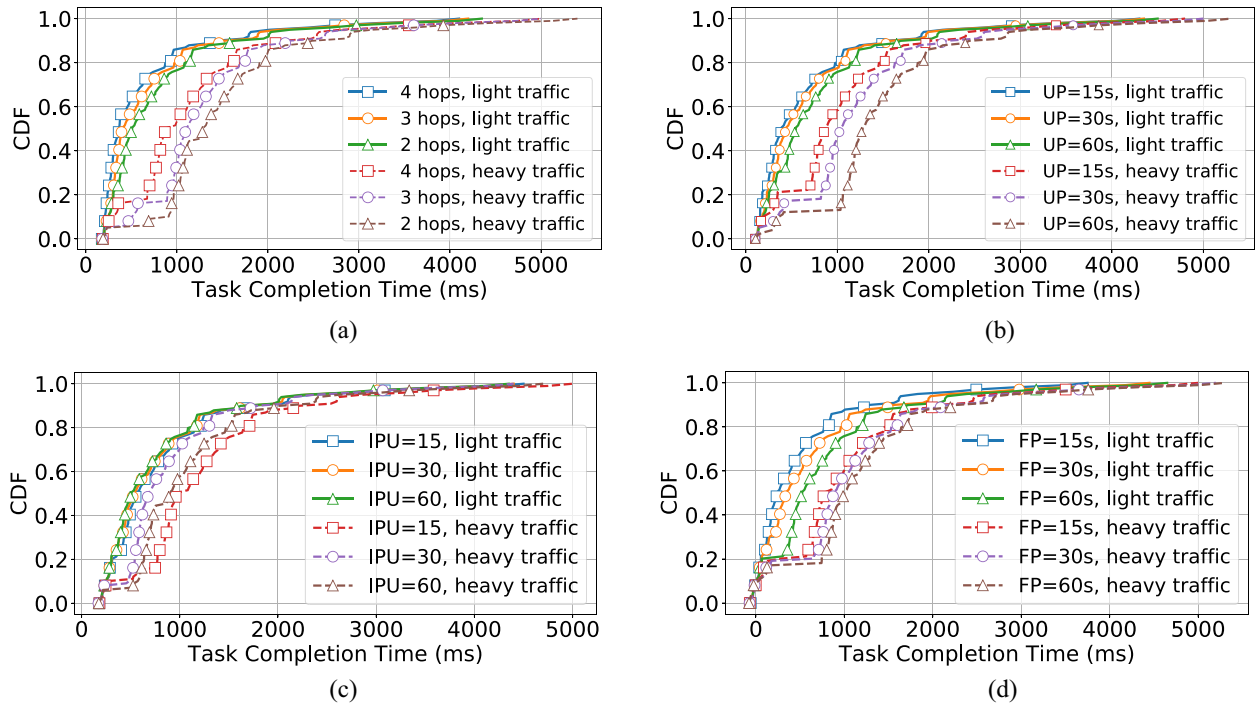 1.0
0.8
0.6
0.4
0.2
0.0
CDF
4 hops, light traffic
3 hops, light traffic
2 hops, light traffic
4 hops, heavy traffic
3 hops, heavy traffic
2 hops, heavy traffic
0 1000 2000 3000 4000 5000
Task Completion Time (ms)
(a)
1.0
0.8
0.6
0.4
0.2
0.0
CDF
UP=15s, light traffic
UP=30s, light traffic
UP=60s, light traffic
UP=15s, heavy traffic
UP=30s, heavy traffic
UP=60s, heavy traffic
0 1000 2000 3000 4000 5000
Task Completion Time (ms)
(b)
1.0
0.8
0.6
0.4
0.2
0.0
CDF
IPU=15, light traffic
IPU=30, light traffic
IPU=60, light traffic
IPU=15, heavy traffic
IPU=30, heavy traffic
IPU=60, heavy traffic
0 1000 2000 3000 4000 5000
Task Completion Time (ms)
(c)
1.0
0.8
0.6
0.4
0.2
0.0
CDF
FP=15s, light traffic
FP=30s, light traffic
FP=60s, light traffic
FP=15s, heavy traffic
FP=30s, heavy traffic
FP=60s, heavy traffic
0 1000 2000 3000 4000 5000
Task Completion Time (ms)
(d)